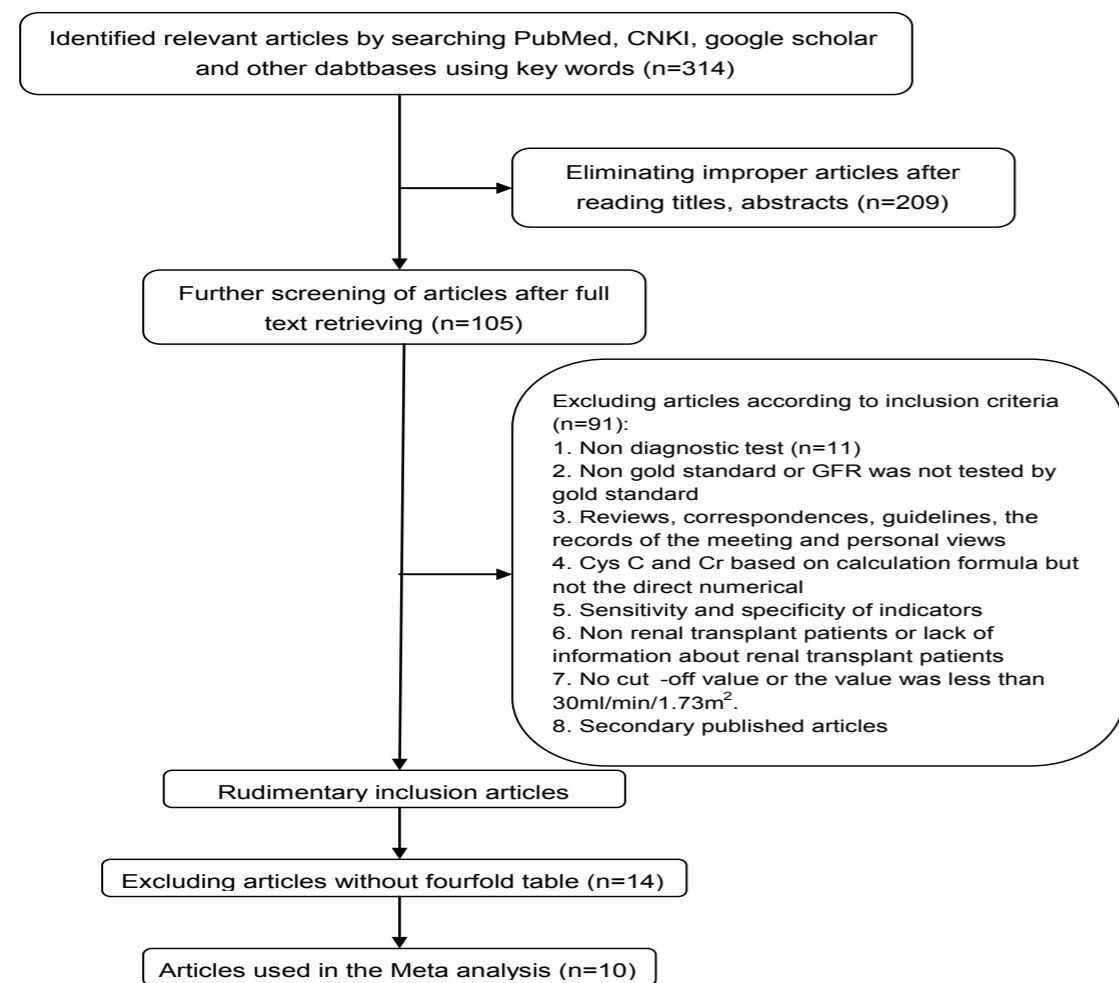 Identified relevant articles by searching PubMed, CNKI, google scholar
and other dabtbases using key words (n=314)
Eliminating improper articles after
reading titles, abstracts (n=209)
Further screening of articles after full
text retrieving (n=105)
Excluding articles according to inclusion criteria
(n=91):
1. Non diagnostic test (n=11)
2. Non gold standard or GFR was not tested by
gold standard
3. Reviews, correspondences, guidelines, the
records of the meeting and personal views
4. Cys C and Cr based on calculation formula but
not the direct numerical
5. Sensitivity and specificity of indicators
6. Non renal transplant patients or lack of
information about renal transplant patients
7. No cut -off value or the value was less than
30ml/min/1.73m².
8. Secondary published articles
Rudimentary inclusion articles
Excluding articles without fourfold table (n=14)
Articles used in the Meta analysis (n=10)